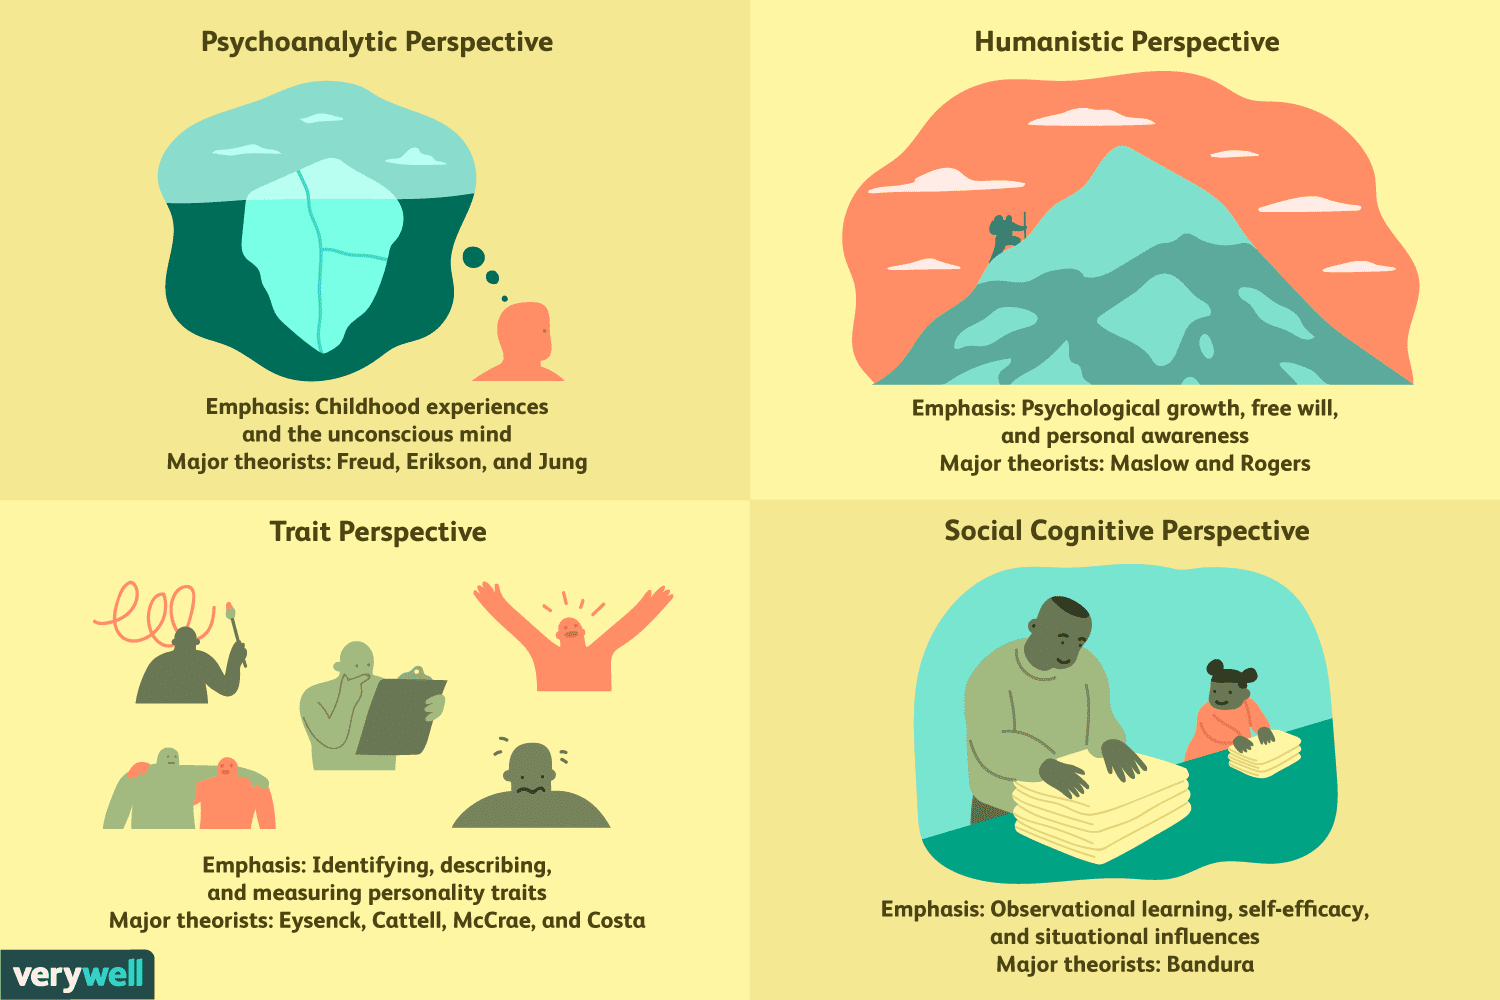 Psychoanalytic Perspective
Emphasis: Childhood experiences
and the unconscious mind
Major theorists: Freud, Erikson, and Jung
Humanistic Perspective
Emphasis: Psychological growth, free will,
and personal awareness
Major theorists: Maslow and Rogers
Trait Perspective
Emphasis: Identifying, describing,
and measuring personality traits
Major theorists: Eysenck, Cattell, McCrae, and Costa
Social Cognitive Perspective
Emphasis: Observational learning, self-efficacy,
and situational influences
Major theorists: Bandura
verywell